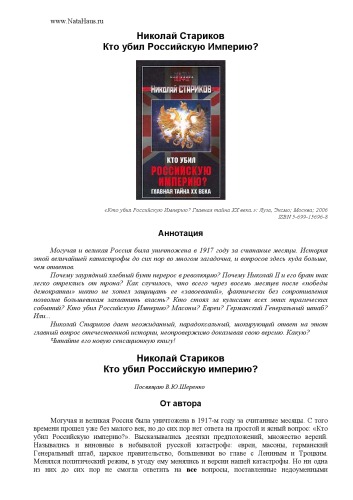 www.NataHaus.ru
Николай Стариков
Кто убил Российскую Империю?
Николай СТАРИКОВ
КТО УБИЛ
РОССИЙСКУЮ
ИМПЕРИЮ?
ГЛАВНАЯ ТАЙНА XX ВЕКА
«Кто убил Российскую Империю? Главная тайна XX века.»: Яуза, Эксмо; Москва; 2006
ISBN 5-699-15696-8
Аннотация
Могучая и великая Россия была уничтожена в 1917 году за считанные месяцы. История
этой величайшей катастрофы до сих пор во многом загадочна, и вопросов здесь куда больше,
чем ответов.
Почему заурядный хлебный бунт перерос в революцию? Почему Николай II и его брат так
легко отреклись от трона? Как случилось, что всего через восемь месяцев после «победы
демократии» никто не хотел защищать ее «завоеваний», фактически без сопротивления
позволив большевикам захватить власть? Кто стоял за кулисами всех этих трагических
событий? Кто убил Российскую Империю? Масоны? Евреи? Германский Генеральный штаб?
Или...
Николай Стариков дает неожиданный, парадоксальный, шокирующий ответ на этот
главный вопрос отечественной истории, неопровержимо доказывая свою версию. Какую?
Читайте его новую сенсационную книгу!
Николай Стариков
Кто убил Российскую империю?
Посвящаю В.Ю.Шеренко
От автора
Могучая и великая Россия была уничтожена в 1917-м году за считанные месяцы. С того
времени прошел уже без малого век, но до сих пор нет ответа на простой и ясный вопрос: «Кто
убил Российскую империю?». Высказывались десятки предположений, множество версий.
Назывались и виновные в небывалой русской катастрофе: евреи, масоны, германский
Генеральный штаб, царское правительство, большевики во главе с Лениным и Троцким.
Менялся политический режим, в угоду ему менялись и версии нашей катастрофы. Но ни одна
из них до сих пор не смогла ответить на все вопросы, поставленные недоуменными